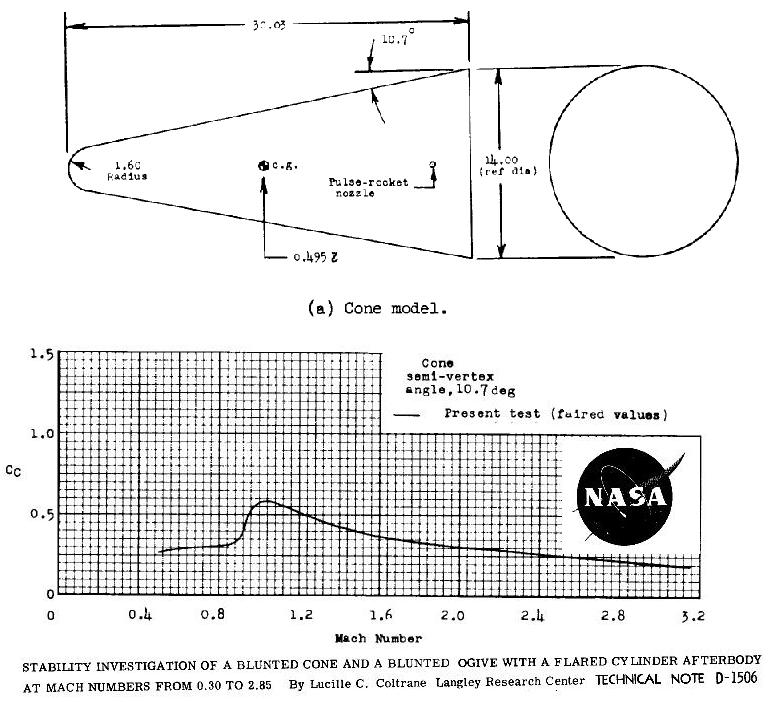 30.03
10.7°
1.60
Radius
c.g.
Pulse-rocket
nozzle
14.00
(ref dia)
0.495 l
(a) Cone model.
1.5
Cone
semi-vertex
angle, 10.7 deg
Present test (faired values)
1.0
CC
NASA
0.5
0
0 0.4 0.8 1.2 1.6 2.0 2.4 2.8 3.2
Mach Number
STABILITY INVESTIGATION OF A BLUNTED CONE AND A BLUNTED OGIVE WITH A FLARED CYLINDER AFTERBODY
AT MACH NUMBERS FROM 0.30 TO 2.85 By Lucille C. Coltrane Langley Research Center TECHNICAL NOTE D-1506